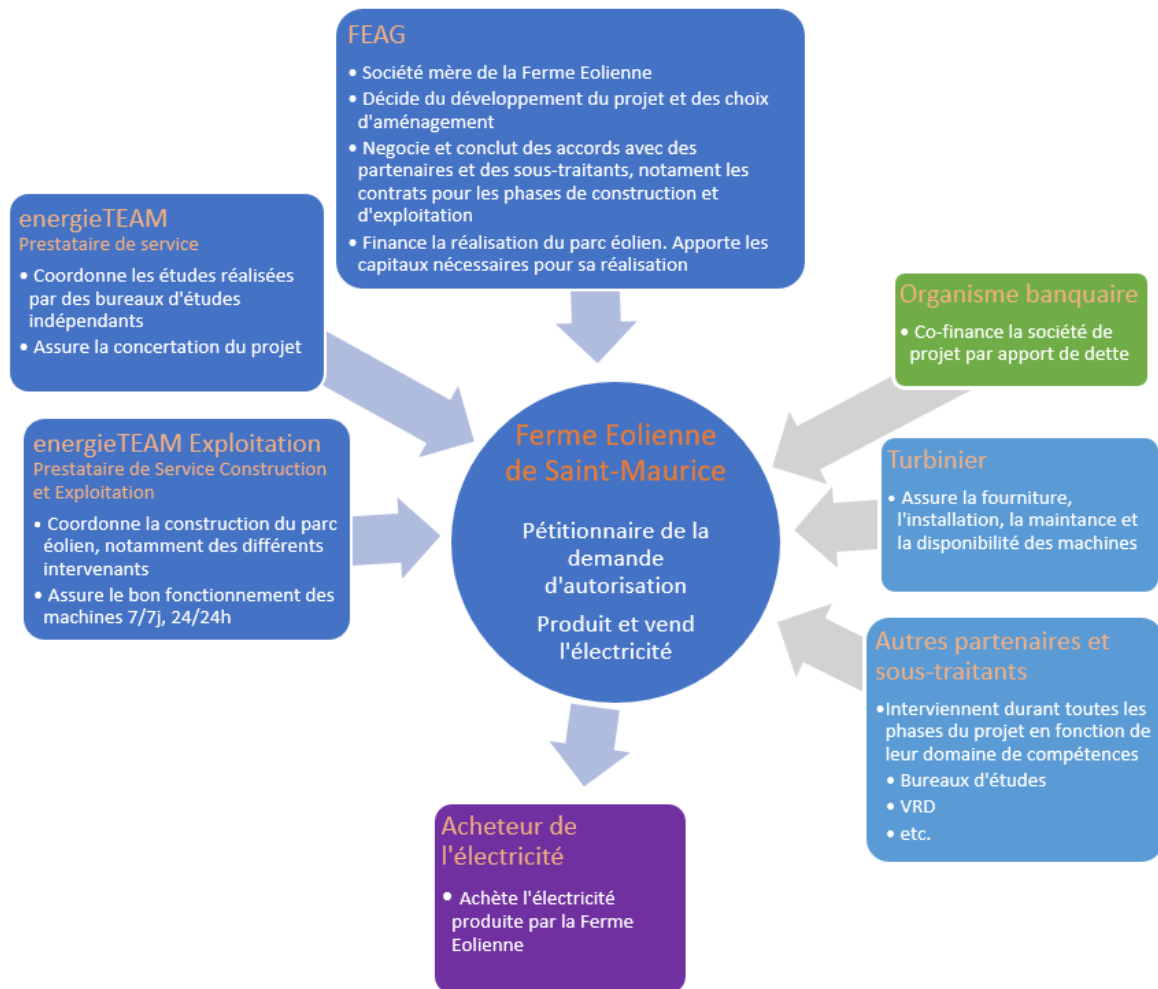 FEAG
• Société mère de la Ferme Eolienne
• Décide du développement du projet et des choix
d'aménagement
• Negocie et conclut des accords avec des
partenaires et des sous-traitants, notamment les
contrats pour les phases de construction et
d'exploitation
• Finance la réalisation du parc éolien. Apporte les
capitaux nécessaires pour sa réalisation
energieTEAM
Prestataire de service
• Coordonne les études réalisées
par des bureaux d'études
indépendants
• Assure la concertation du projet
energieTEAM Exploitation
Prestataire de Service Construction
et Exploitation
• Coordonne la construction du parc
éolien, notamment des différents
intervenants
• Assure le bon fonctionnement des
machines 7/7j, 24/24h
Ferme Eolienne
de Saint-Maurice
Pétitionnaire de la
demande
d'autorisation
Produit et vend
l'électricité
Organisme banquaire
• Co-finance la société de
projet par apport de dette
Turbinier
• Assure la fourniture,
l'installation, la maintance et
la disponibilité des machines
Autres partenaires et
sous-traitants
•Interviennent durant toutes les
phases du projet en fonction de
leur domaine de compétences
• Bureaux d'études
• VRD
• etc.
Acheteur de
l'électricité
• Achète l'électricité
produite par la Ferme
Eolienne